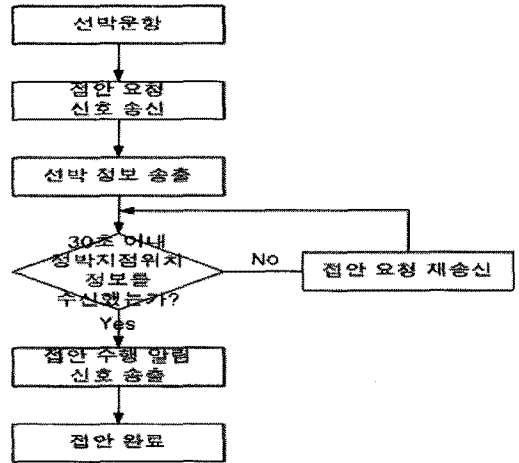 선박운항
접안 요청
신호 송신
선박 정보 송출
30초 이내
정박지점위치
정보를
수신했는가?
No
접안 요청 재송신
Yes
접안 수행 알림
신호 송출
접안 완료